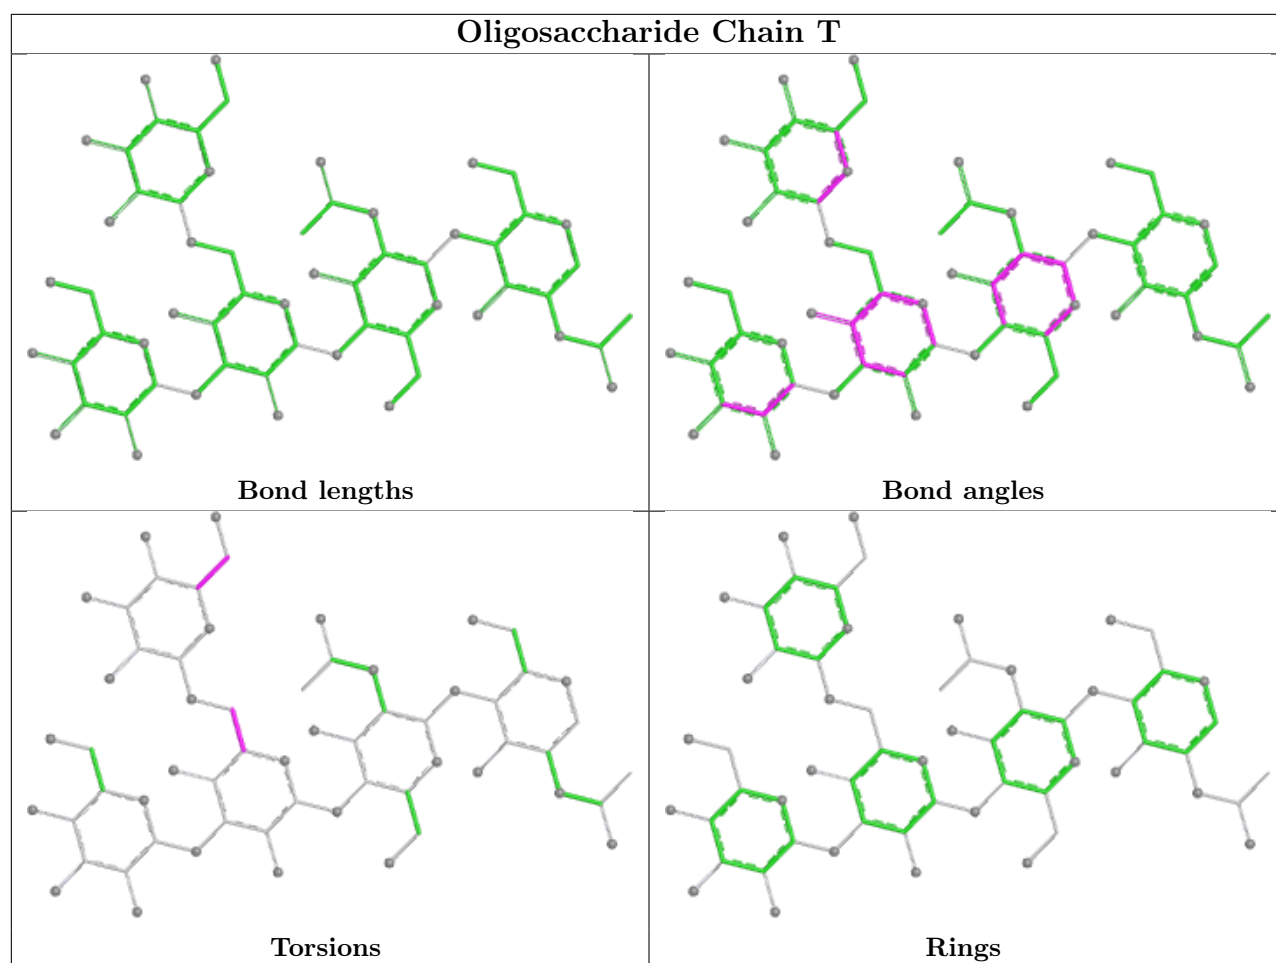 Oligosaccharide Chain T
Bond lengths
Bond angles
Torsions
Rings